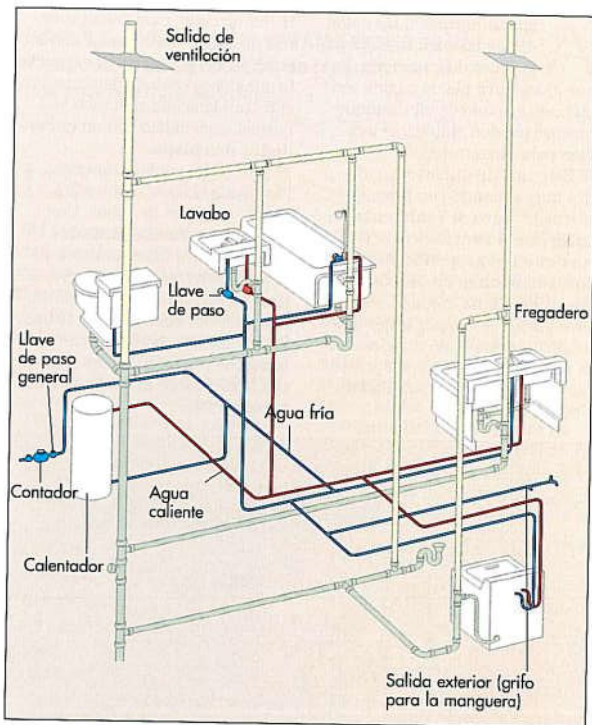 Salida de
ventilación
Lavabo
Llave
de paso
Fregadero
Llave
de paso
general
Agua fría
Contador
Agua
caliente
Calentador
Salida exterior (grifo
para la manguera)